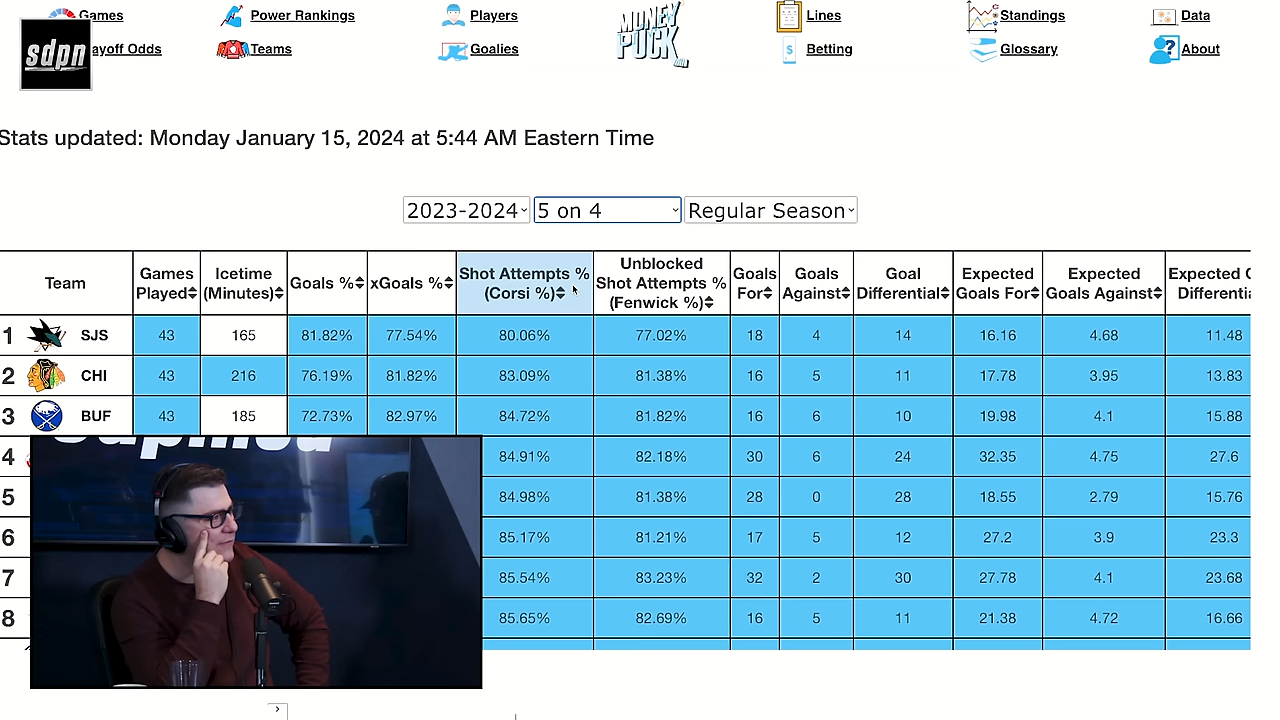 Games
Power Rankings
Players
MONEY
PUCK
Lines
Standings
Data
sdpn
ayoff Odds
Teams
Goalies
$
Betting
Glossary
?
About
Stats updated: Monday January 15, 2024 at 5:44 AM Eastern Time
2023-2024
5 on 4
Regular Season
Team
Games Played
Icetime (Minutes)
Goals %
xGoals %
Shot Attempts % (Corsi %)
Unblocked Shot Attempts % (Fenwick %)
Goals For
Goals Against
Goal Differential
Expected Goals For
Expected Goals Against
1 SJS 43 165 81.82% 77.54% 80.06% 77.02% 18 4 14 16.16 4.68 11.48
2 CHI 43 216 76.19% 81.82% 83.09% 81.38% 16 5 11 17.78 3.95 13.83
3 BUF 43 185 72.73% 82.97% 84.72% 81.82% 16 6 10 19.98 4.1 15.88
4 84.91% 82.18% 30 6 24 32.35 4.75 27.6
5 84.98% 81.38% 28 0 28 18.55 2.79 15.76
6 85.17% 81.21% 17 5 12 27.2 3.9 23.3
7 85.54% 83.23% 32 2 30 27.78 4.1 23.68
8 85.65% 82.69% 16 5 11 21.38 4.72 16.66